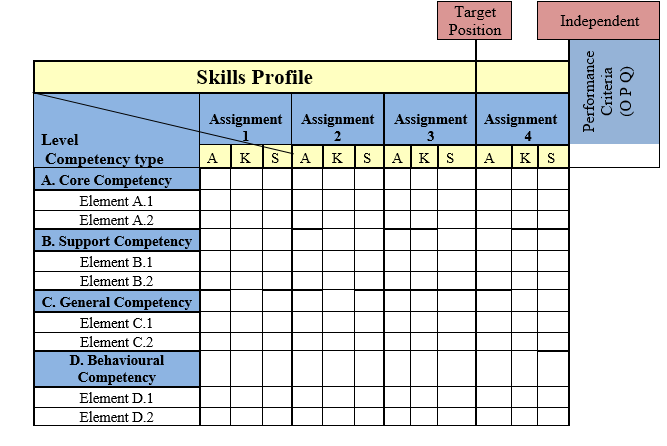 Target
Position
Independent
Performance
Criteria
(O P Q)
Skills Profile
Assignment
1
Assignment
2
Assignment
3
Assignment
4
Level
Competency type
A K S A K S A K S A K S
A. Core Competency
Element A.1
Element A.2
B. Support Competency
Element B.1
Element B.2
C. General Competency
Element C.1
Element C.2
D. Behavioural
Competency
Element D.1
Element D.2